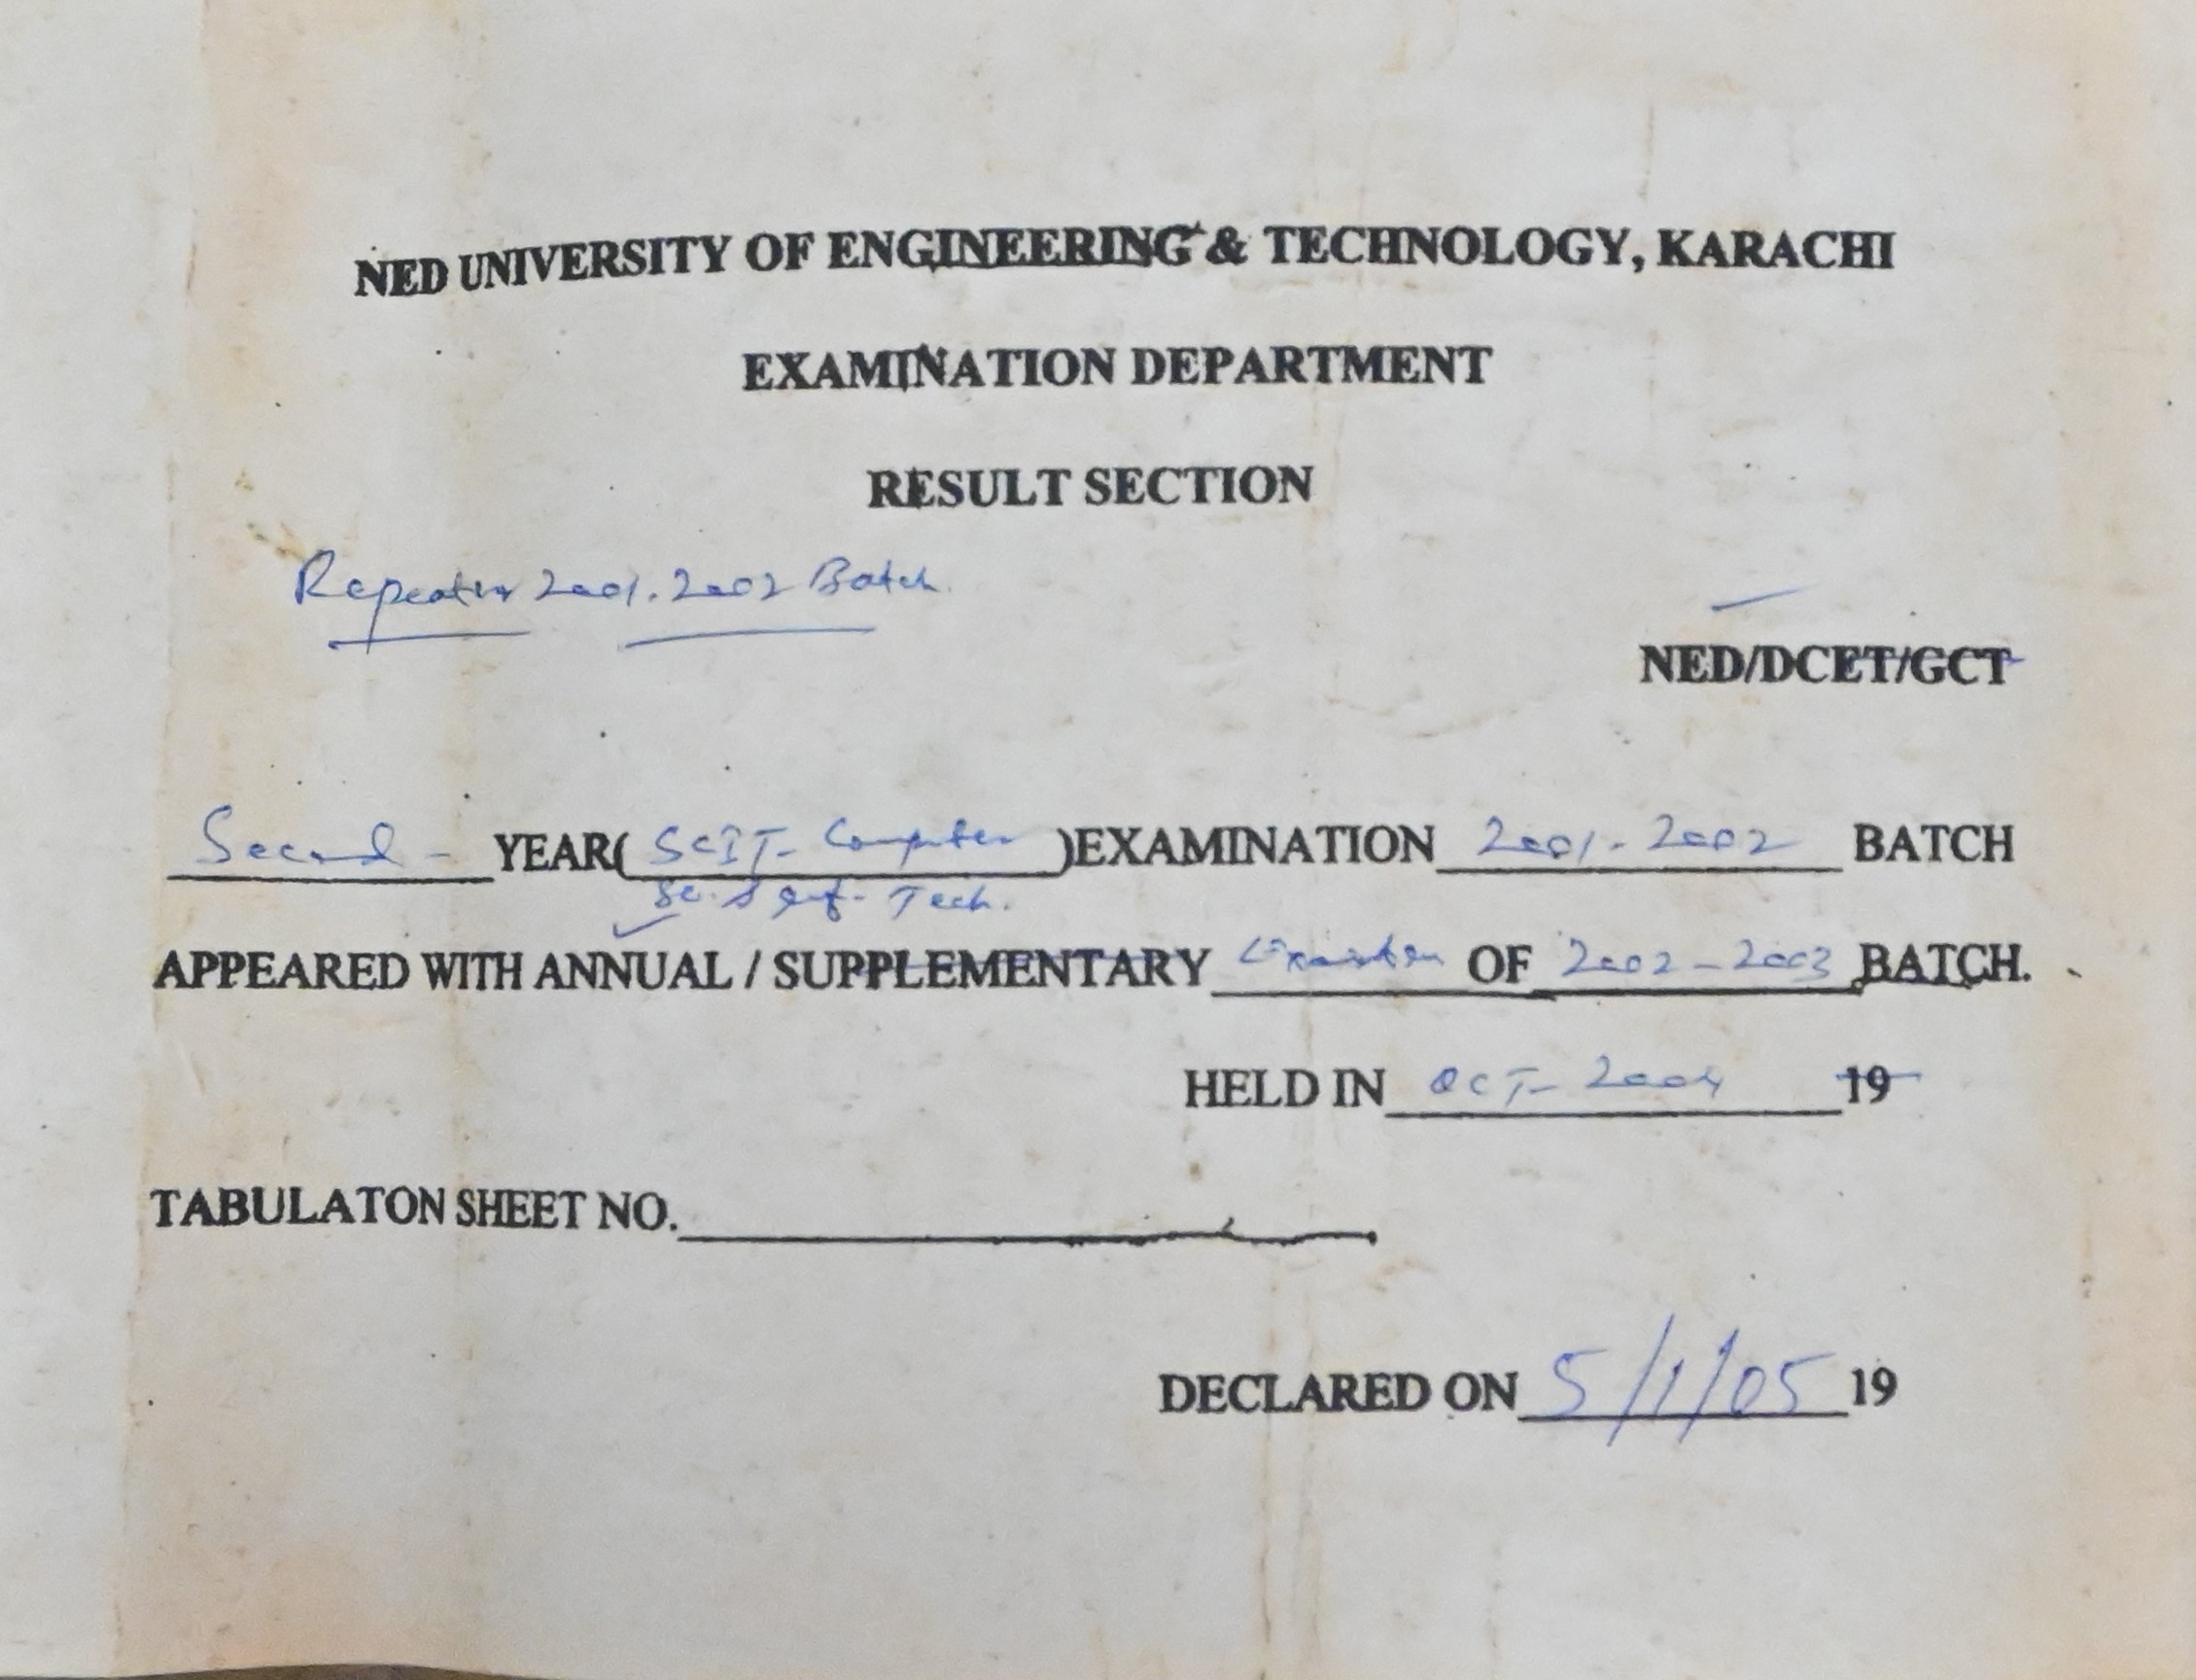 NED UNIVERSITY OF ENGINEERING & TECHNOLOGY, KARACHI
EXAMINATION DEPARTMENT
RESULT SECTION
Repeater 2001-2002 Batch
NED/DCET/GCT
Second - YEAR( SCIT- Computer )EXAMINATION 2001-2002 BATCH
Sc. & Inf. Tech.
APPEARED WITH ANNUAL / SUPPLEMENTARY OF 2002-2003 BATCH.
HELD IN OCT- 2004 19
TABULATON SHEET NO.
DECLARED ON 5/1/05 19